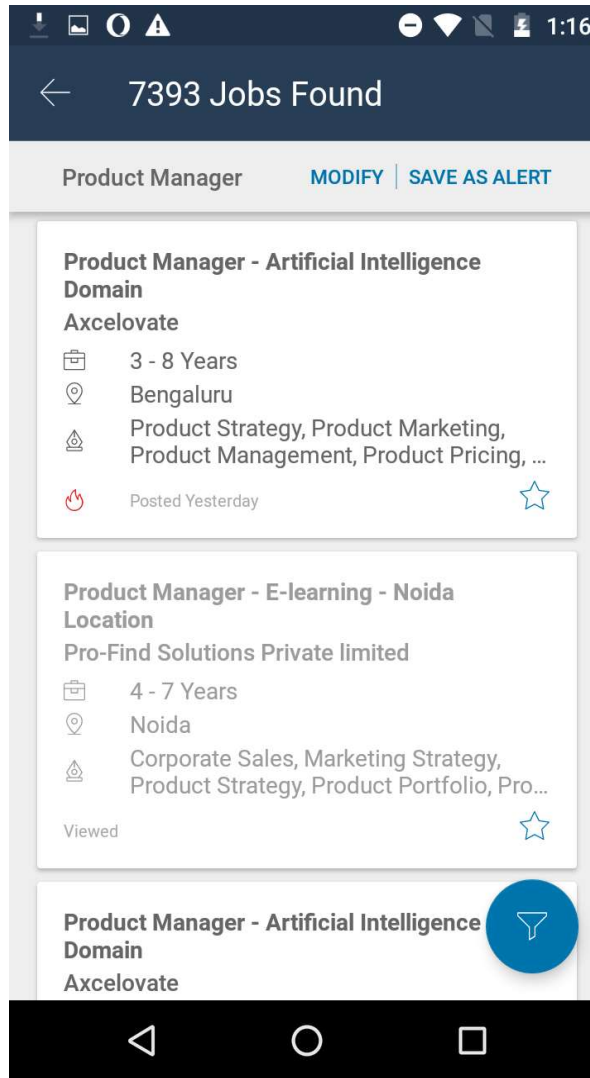 1:16
7393 Jobs Found
Product Manager
MODIFY
SAVE AS ALERT
Product Manager - Artificial Intelligence
Domain
Axcelovate
3 - 8 Years
Bengaluru
Product Strategy, Product Marketing,
Product Management, Product Pricing, ...
Posted Yesterday
Product Manager - E-learning - Noida
Location
Pro-Find Solutions Private limited
4 - 7 Years
Noida
Corporate Sales, Marketing Strategy,
Product Strategy, Product Portfolio, Pro...
Viewed
Product Manager - Artificial Intelligence
Domain
Axcelovate